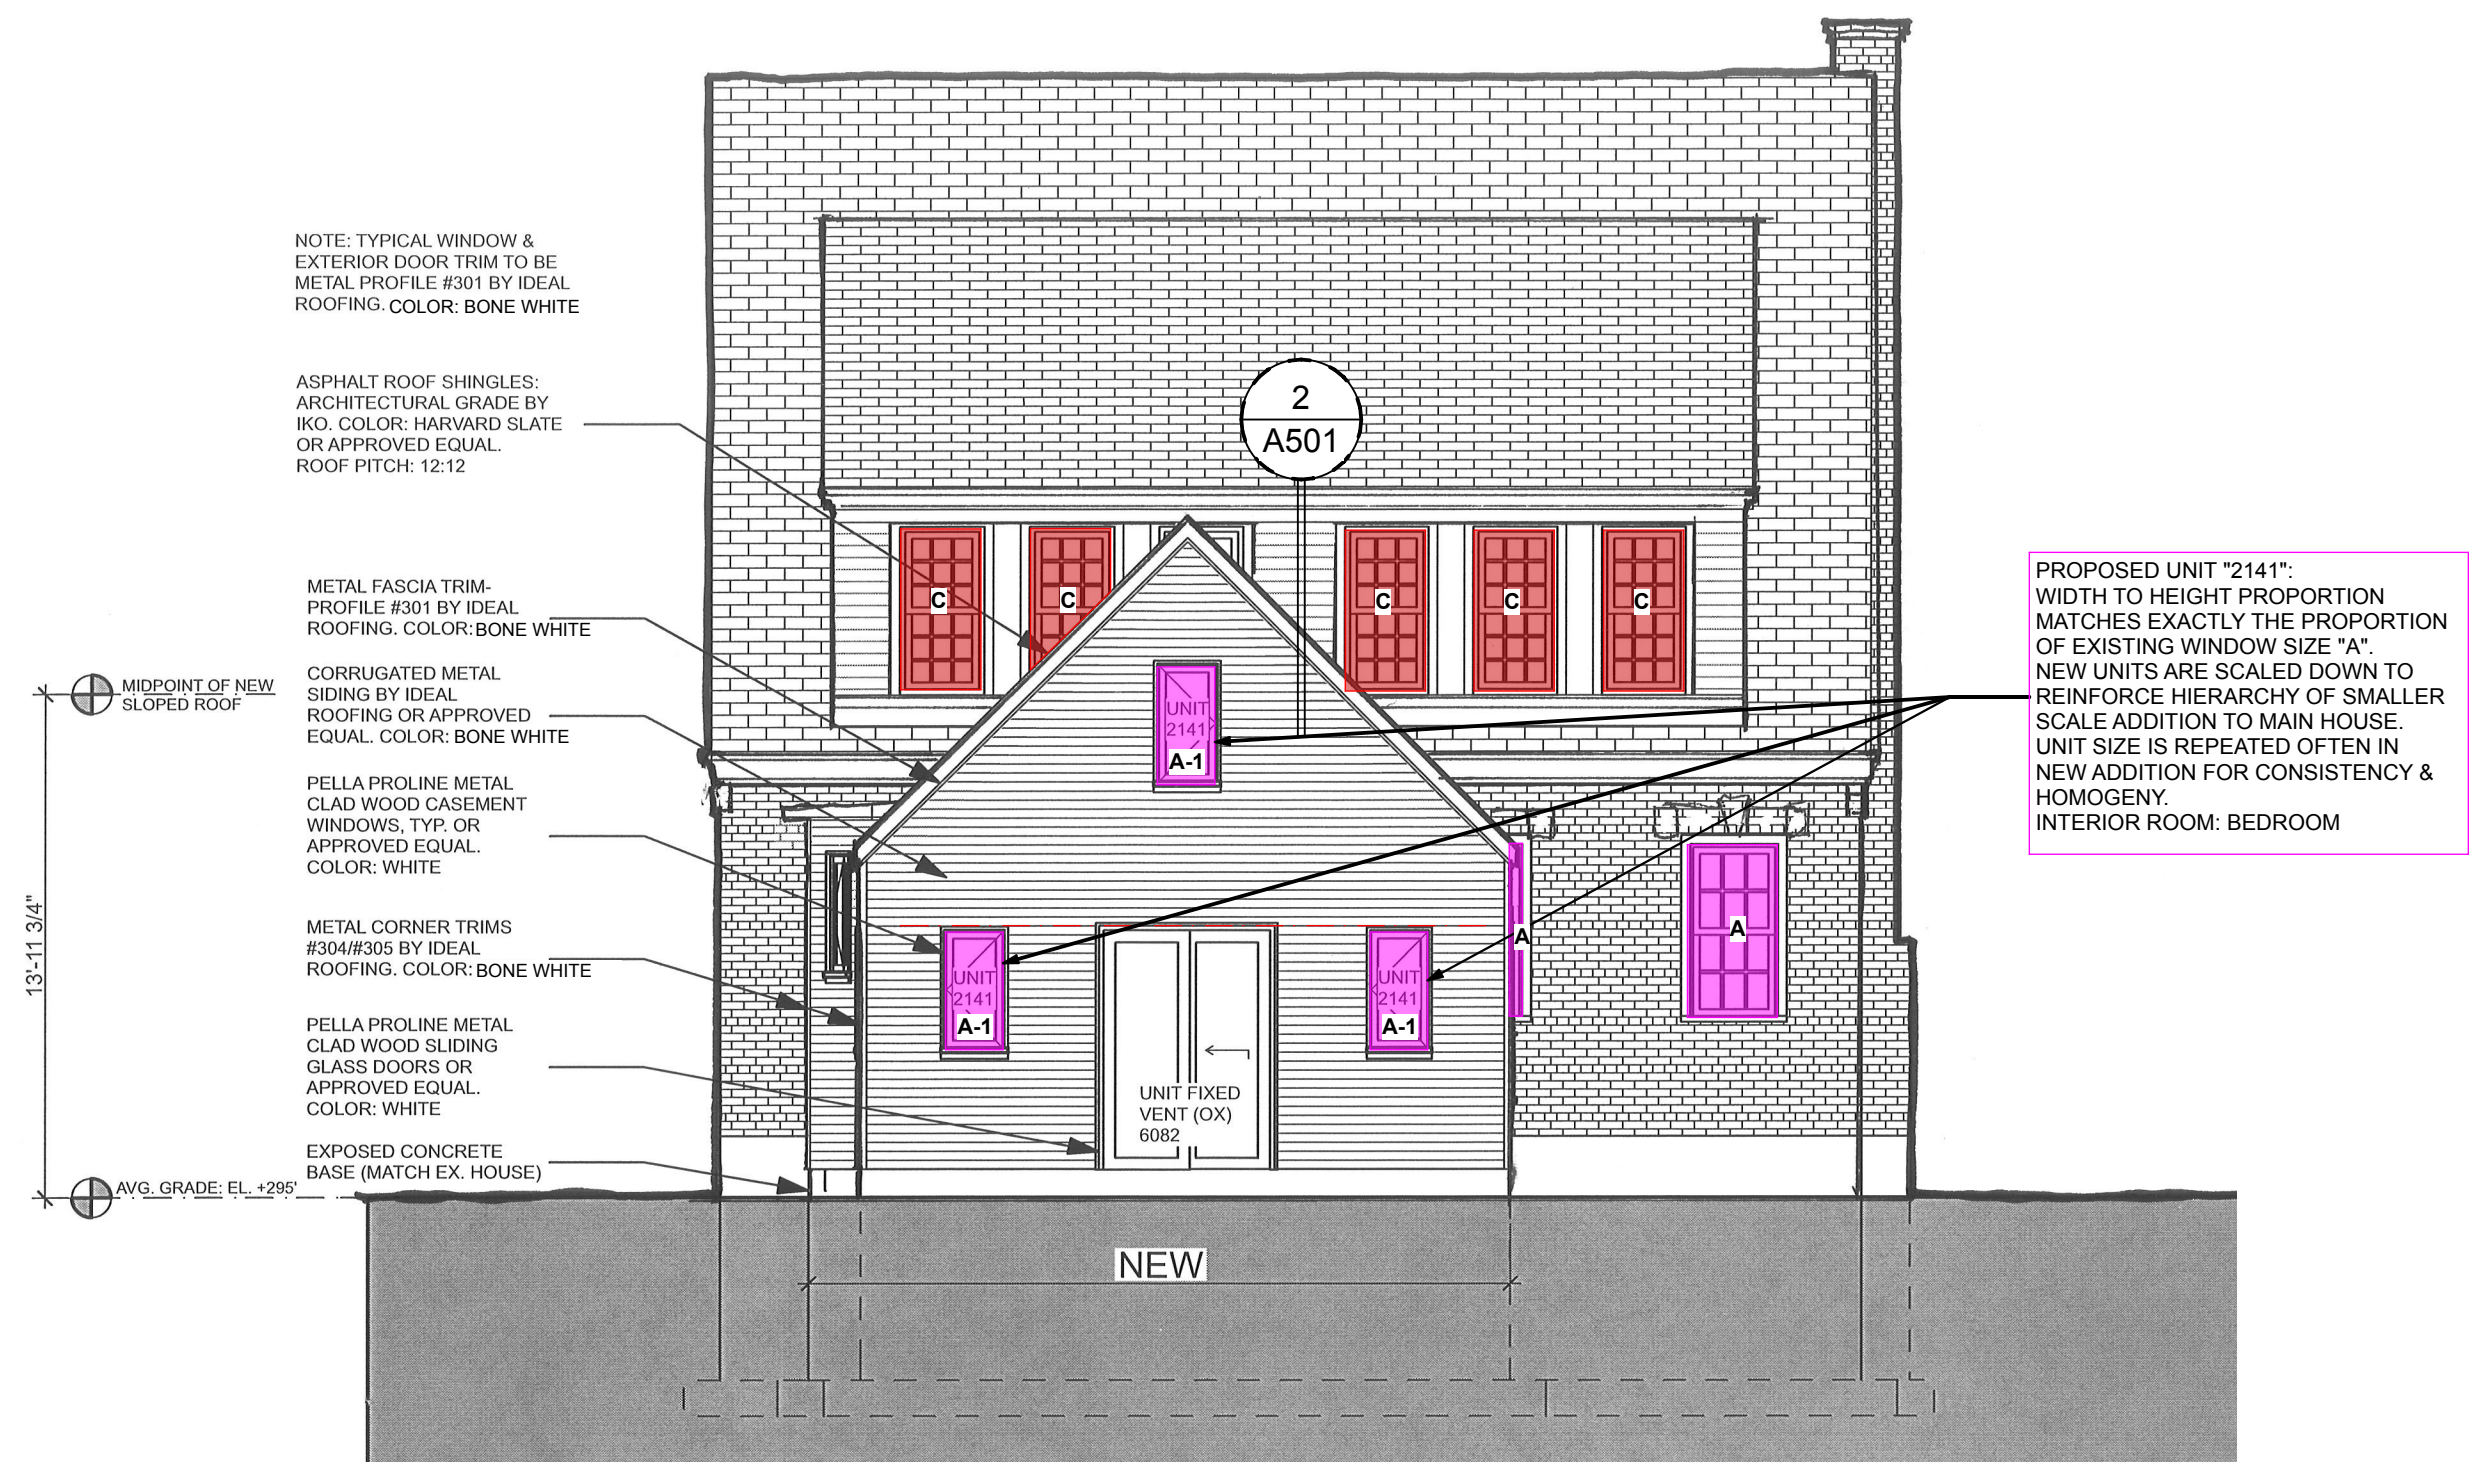 NOTE: TYPICAL WINDOW &
EXTERIOR DOOR TRIM TO BE
METAL PROFILE #301 BY IDEAL
ROOFING. COLOR: BONE WHITE
ASPHALT ROOF SHINGLES:
ARCHITECTURAL GRADE BY
IKO. COLOR: HARVARD SLATE
OR APPROVED EQUAL.
ROOF PITCH: 12:12
METAL FASCIA TRIM-
PROFILE #301 BY IDEAL
ROOFING. COLOR: BONE WHITE
CORRUGATED METAL
SIDING BY IDEAL
ROOFING OR APPROVED
EQUAL. COLOR: BONE WHITE
MIDPOINT OF NEW
SLOPED ROOF
PELLA PROLINE METAL
CLAD WOOD CASEMENT
WINDOWS, TYP. OR
APPROVED EQUAL.
COLOR: WHITE
METAL CORNER TRIMS
#304/#305 BY IDEAL
ROOFING. COLOR: BONE WHITE
13'-11 3/4"
PELLA PROLINE METAL
CLAD WOOD SLIDING
GLASS DOORS OR
APPROVED EQUAL.
COLOR: WHITE
EXPOSED CONCRETE
BASE (MATCH EX. HOUSE)
AVG. GRADE: EL. +295'
2
A501
C
C
C
C
C
UNIT
2141
A-1
UNIT
2141
A-1
UNIT
2141
A-1
A
A
UNIT FIXED
VENT (OX)
6082
NEW
PROPOSED UNIT "2141":
WIDTH TO HEIGHT PROPORTION
MATCHES EXACTLY THE PROPORTION
OF EXISTING WINDOW SIZE "A".
NEW UNITS ARE SCALED DOWN TO
REINFORCE HIERARCHY OF SMALLER
SCALE ADDITION TO MAIN HOUSE.
UNIT SIZE IS REPEATED OFTEN IN
NEW ADDITION FOR CONSISTENCY &
HOMOGENY.
INTERIOR ROOM: BEDROOM